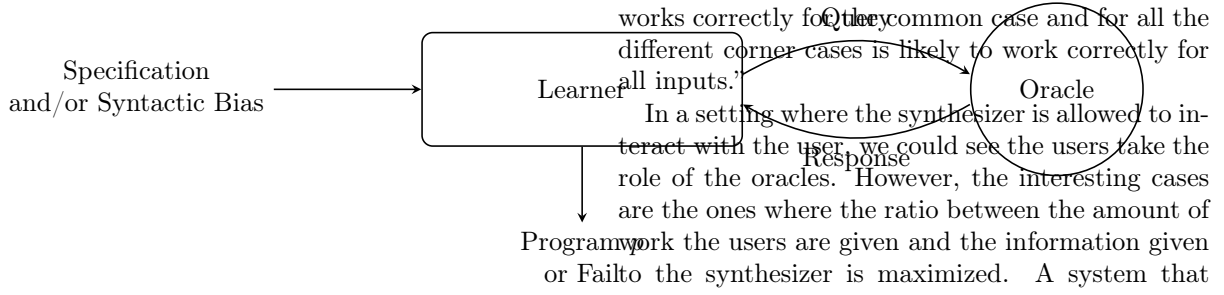 Specification
and/or Syntactic Bias
Learner
Query
Oracle
Response
Program p
or Fail
works correctly for the common case and for all the
different corner cases is likely to work correctly for
all inputs.”
In a setting where the synthesizer is allowed to in-
teract with the user, we could see the users take the
role of the oracles. However, the interesting cases
are the ones where the ratio between the amount of
work the users are given and the information given
to the synthesizer is maximized. A system that